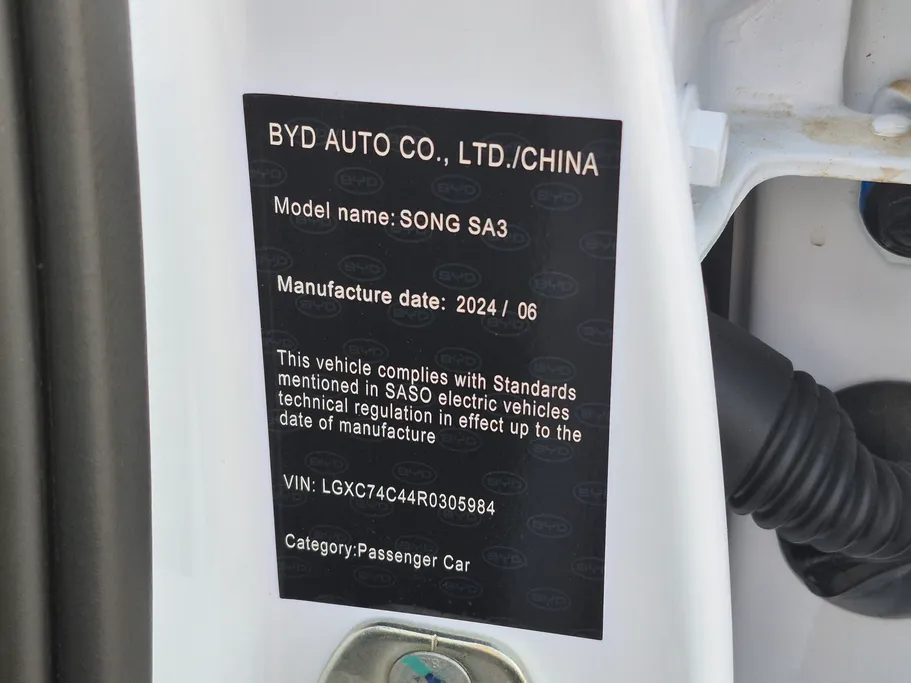 BYD AUTO CO., LTD./CHINA
Model name: SONG SA3
Manufacture date: 2024 / 06
This vehicle complies with Standards
mentioned in SASO electric vehicles
technical regulation in effect up to the
date of manufacture
VIN: LGXC74C44R0305984
Category:Passenger Car